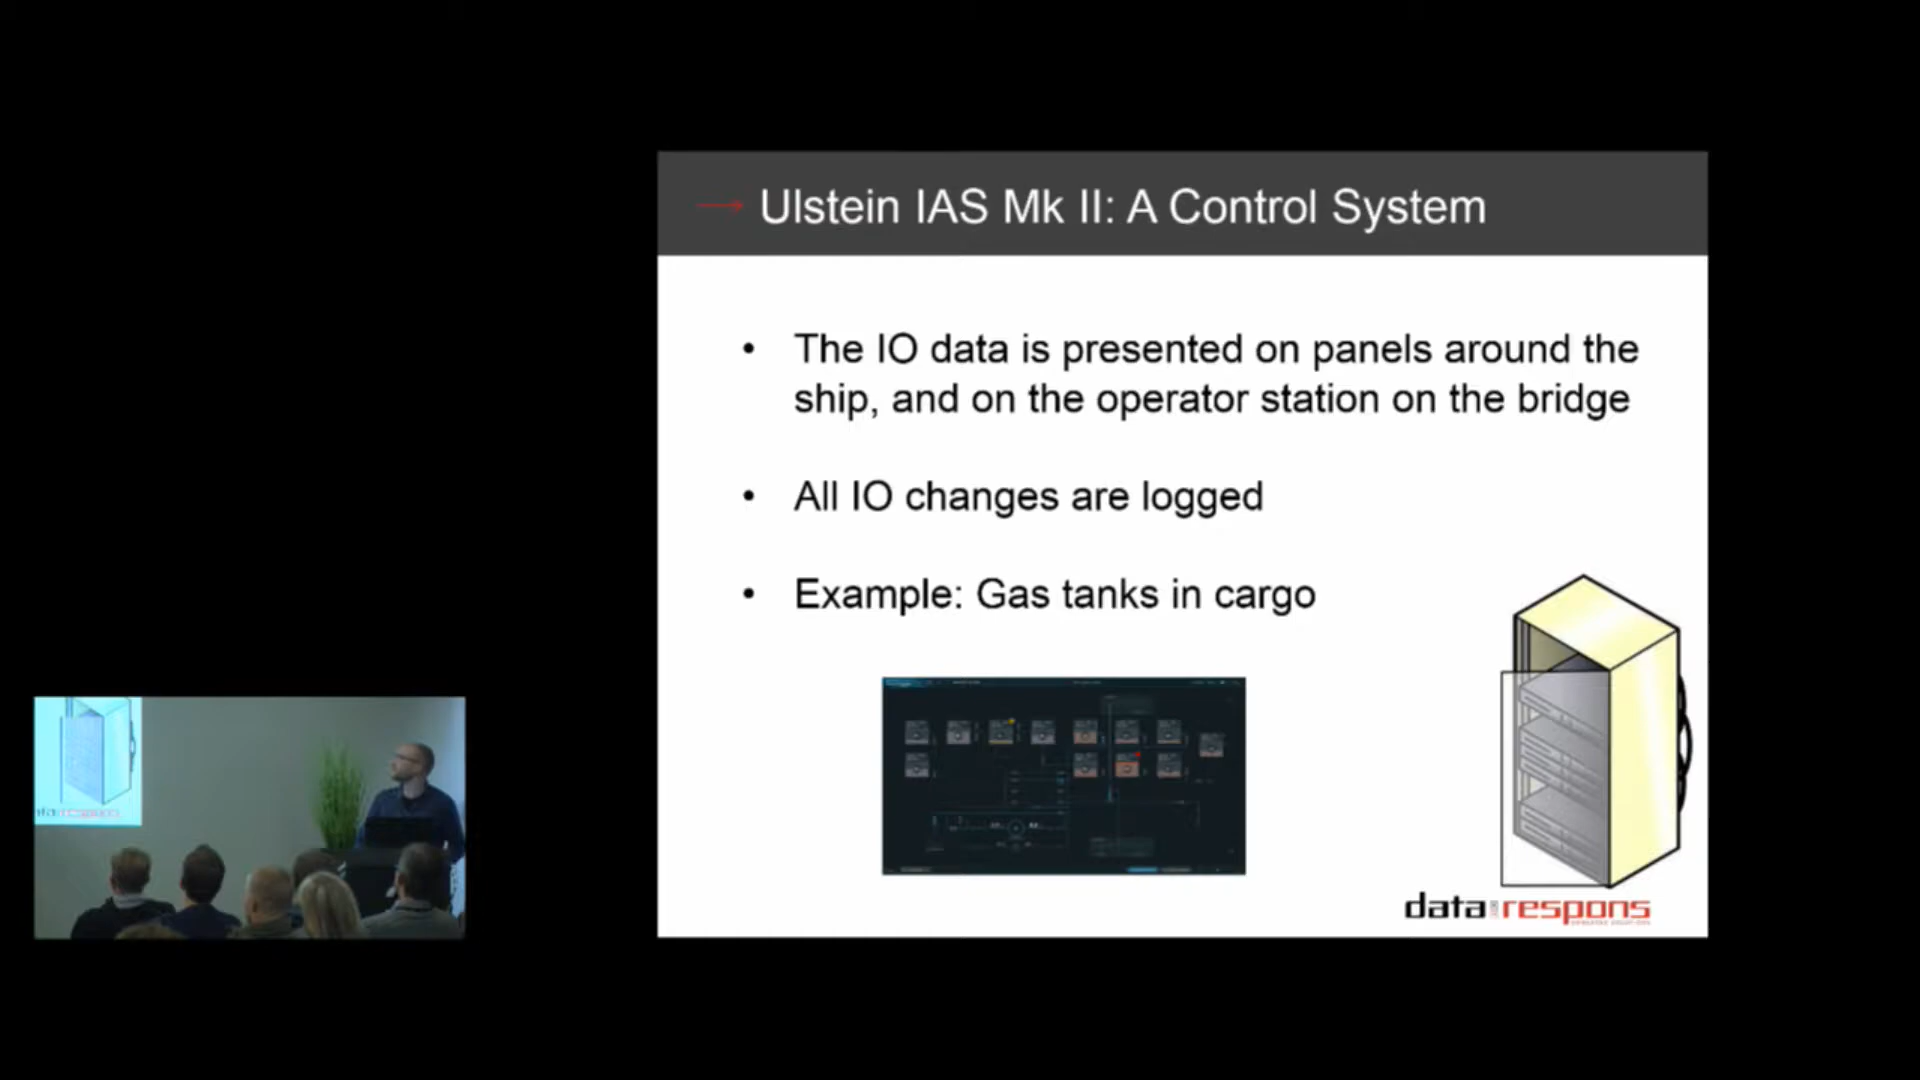 Ulstein IAS Mk II: A Control System
• The IO data is presented on panels around the
ship, and on the operator station on the bridge
• All IO changes are logged
• Example: Gas tanks in cargo
data respons